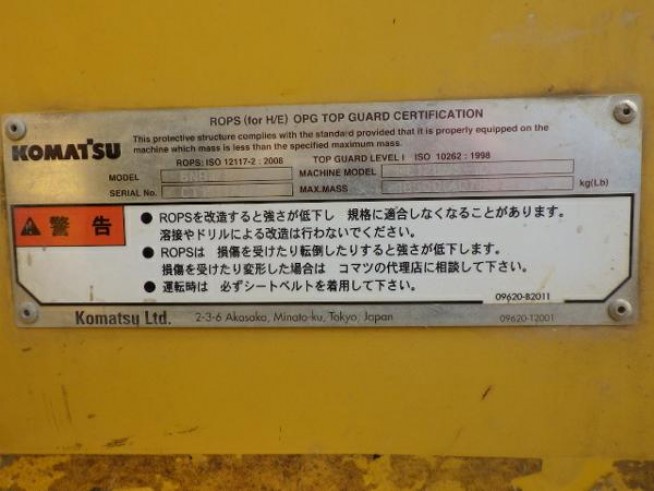 ROPS (for H/E) OPG TOP GUARD CERTIFICATION
This protective structure complies with the standard provided that it is properly equipped on the
machine which mass is less than the specified maximum mass.
KOMATSU
ROPS: ISO 12117-2 : 2008 TOP GUARD LEVEL I ISO 10262 : 1998
MODEL MACHINE MODEL
SERIAL No. MAX.MASS kg(Lb)
警 告
● ROPSを改造すると強さが低下し 規格に適合しなくなることがあります。
溶接やドリルによる改造は行わないでください。
● ROPSは 損傷を受けたり転倒したりすると強さが低下します。
損傷を受けたり変形した場合は コマツの代理店に相談して下さい。
● 運転時は 必ずシートベルトを着用して下さい。
09620-B2011
Komatsu Ltd. 2-3-6 Akasaka, Minato-ku, Tokyo, Japan 09620-12001